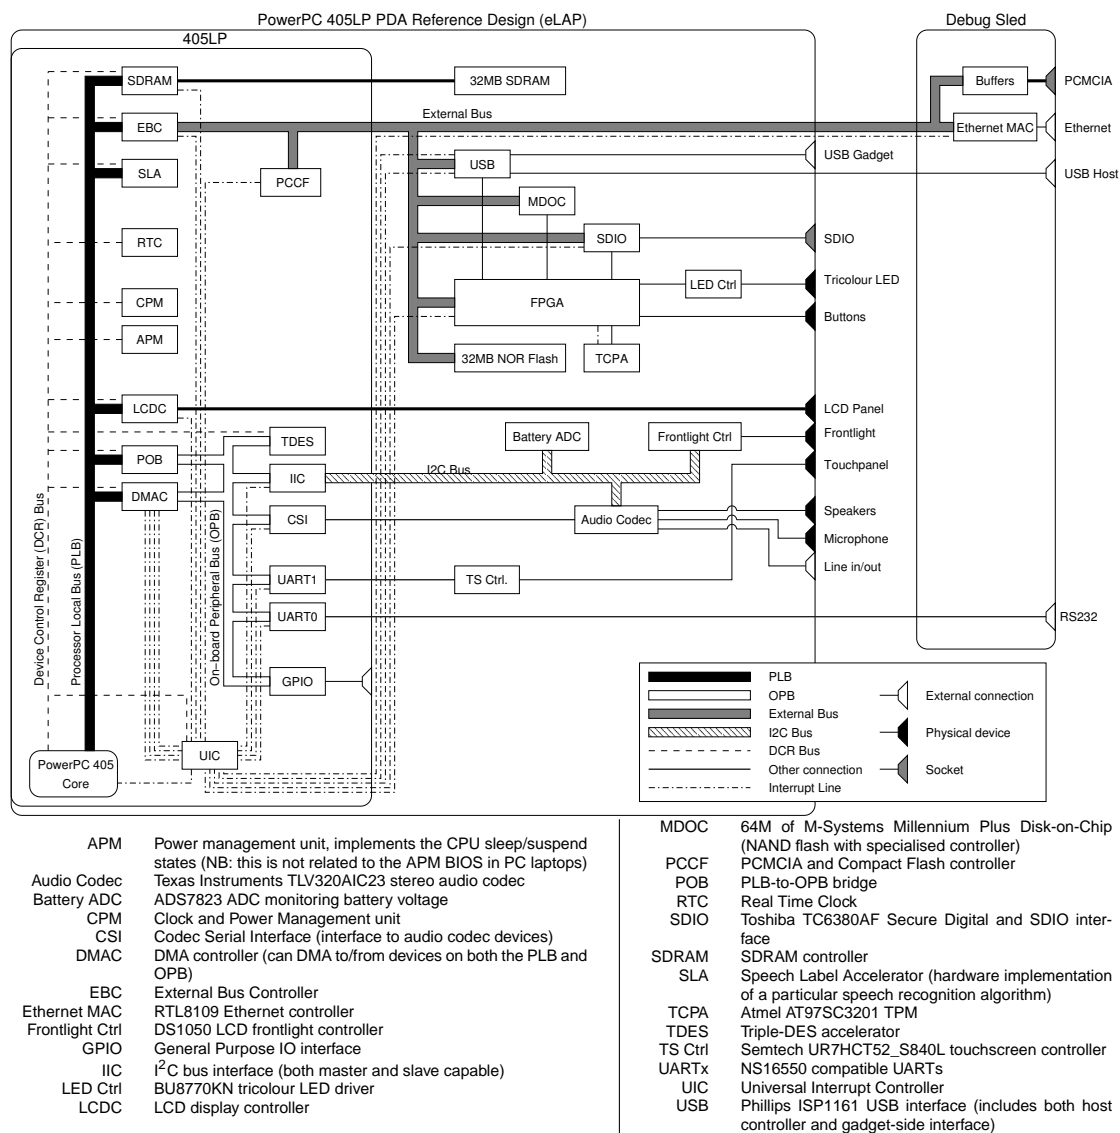 PowerPC 405LP PDA Reference Design (eLAP)
Debug Sled
405LP
SDRAM
32MB SDRAM
Buffers
PCMCIA
External Bus
EBC
Ethernet MAC
Ethernet
USB
USB Gadget
SLA
PCCF
USB Host
MDOC
RTC
SDIO
SDIO
LED Ctrl
Tricolour LED
CPM
FPGA
Buttons
APM
32MB NOR Flash
TCPA
LCDC
LCD Panel
TDES
Battery ADC
Frontlight Ctrl
Frontlight
POB
I2C Bus
Touchpanel
IIC
DMAC
Speakers
CSI
Audio Codec
Microphone
Line in/out
Device Control Register (DCR) Bus
Processor Local Bus (PLB)
On-board Peripheral Bus (OPB)
UART1
TS Ctrl.
UART0
RS232
GPIO
UIC
PowerPC 405
Core
PLB
OPB
External Bus
I2C Bus
DCR Bus
Other connection
Interrupt Line
External connection
Physical device
Socket
APM Power management unit, implements the CPU sleep/suspend
states (NB: this is not related to the APM BIOS in PC laptops)
Audio Codec Texas Instruments TLV320AIC23 stereo audio codec
Battery ADC ADS7823 ADC monitoring battery voltage
CPM Clock and Power Management unit
CSI Codec Serial Interface (interface to audio codec devices)
DMAC DMA controller (can DMA to/from devices on both the PLB and
OPB)
EBC External Bus Controller
Ethernet MAC RTL8109 Ethernet controller
Frontlight Ctrl DS1050 LCD frontlight controller
GPIO General Purpose IO interface
IIC I²C bus interface (both master and slave capable)
LED Ctrl BU8770KN tricolour LED driver
LCDC LCD display controller
MDOC 64M of M-Systems Millennium Plus Disk-on-Chip
(NAND flash with specialised controller)
PCCF PCMCIA and Compact Flash controller
POB PLB-to-OPB bridge
RTC Real Time Clock
SDIO Toshiba TC6380AF Secure Digital and SDIO inter-
face
SDRAM SDRAM controller
SLA Speech Label Accelerator (hardware implementation
of a particular speech recognition algorithm)
TCPA Atmel AT97SC3201 TPM
TDES Triple-DES accelerator
TS Ctrl Semtech UR7HCT52_S840L touchscreen controller
UARTx NS16550 compatible UARTs
UIC Universal Interrupt Controller
USB Phillips ISP1161 USB interface (includes both host
controller and gadget-side interface)